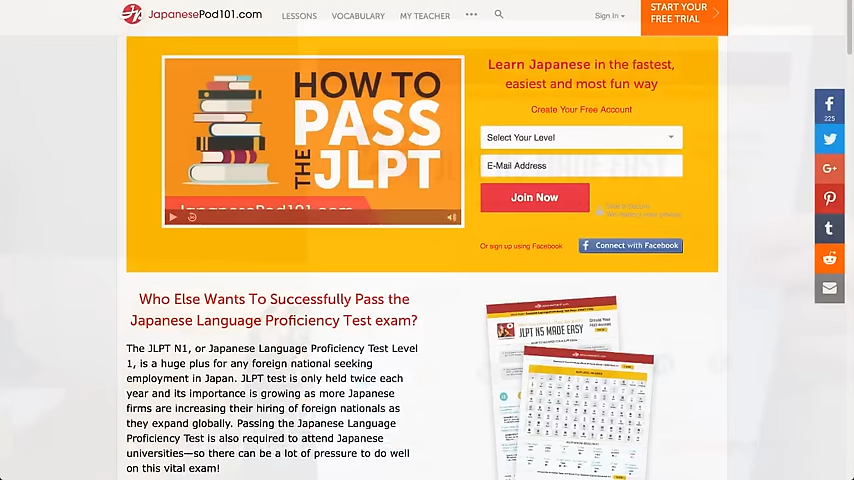 JapanesePod101.com
LESSONS VOCABULARY MY TEACHER
Sign In
START YOUR
FREE TRIAL
HOW TO
PASS
THE
JLPT
Learn Japanese in the fastest,
easiest and most fun way
Create Your Free Account
Select Your Level
E-Mail Address
Join Now
Or sign up using Facebook
f Connect with Facebook
f
225
G+
t
Who Else Wants To Successfully Pass the
Japanese Language Proficiency Test exam?
The JLPT N1, or Japanese Language Proficiency Test Level
1, is a huge plus for any foreign national seeking
employment in Japan. JLPT test is only held twice each
year and its importance is growing as more Japanese
firms are increasing their hiring of foreign nationals as
they expand globally. Passing the Japanese Language
Proficiency Test is also required to attend Japanese
universities—so there can be a lot of pressure to do well
on this vital exam!
JLPT N5 MADE EASY